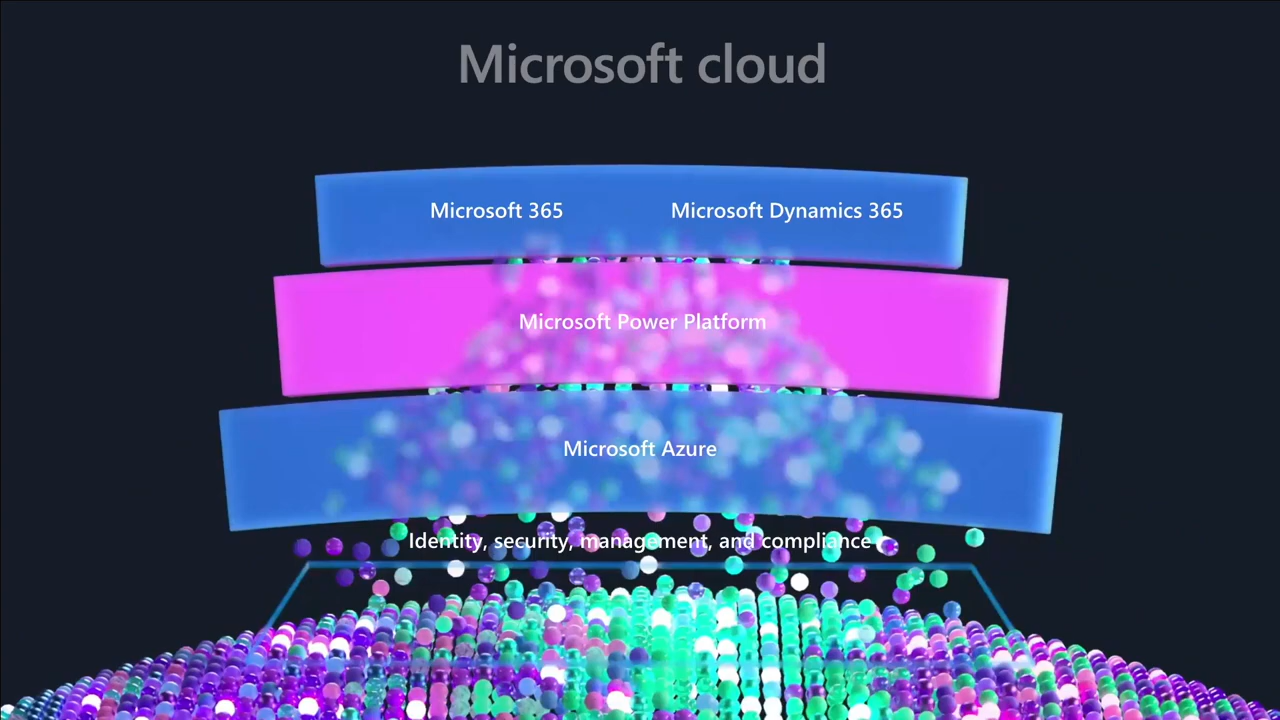 Microsoft cloud
Microsoft 365 Microsoft Dynamics 365
Microsoft Power Platform
Microsoft Azure
Identity, security, management, and compliance